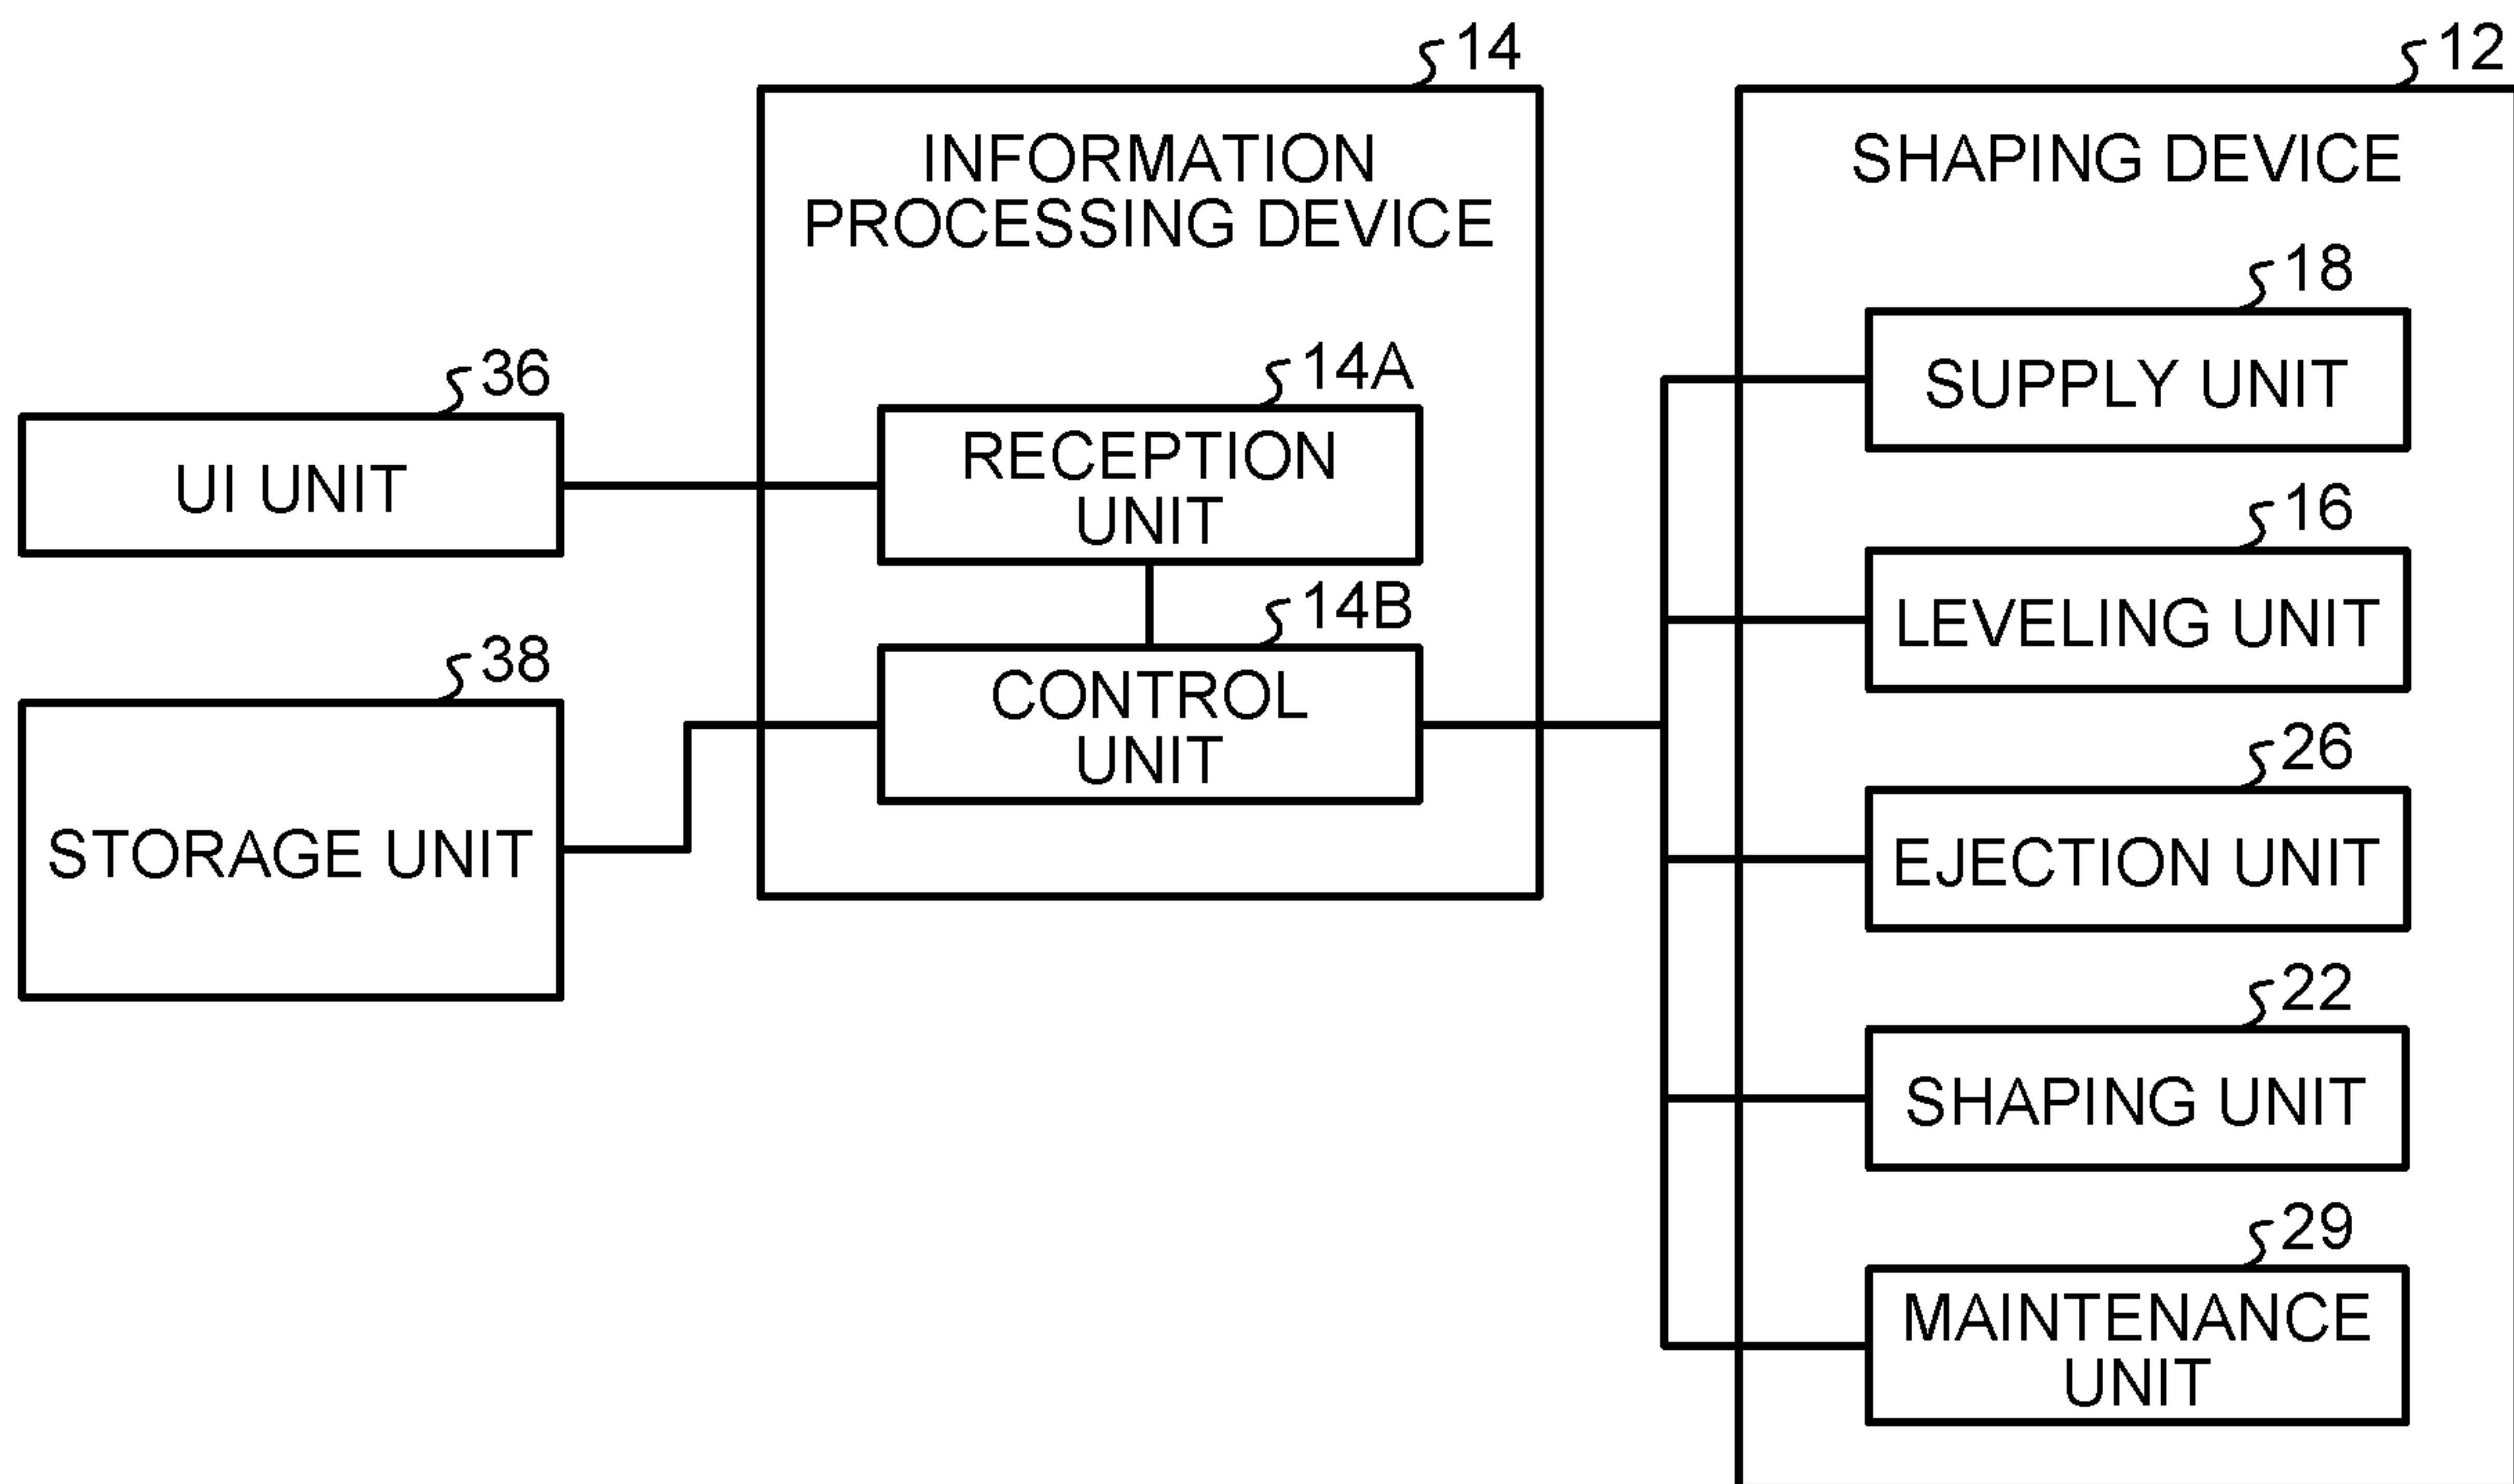 14
INFORMATION
PROCESSING DEVICE
36
UI UNIT
14A
RECEPTION
UNIT
38
STORAGE UNIT
14B
CONTROL
UNIT
12
SHAPING DEVICE
18
SUPPLY UNIT
16
LEVELING UNIT
26
EJECTION UNIT
22
SHAPING UNIT
29
MAINTENANCE
UNIT